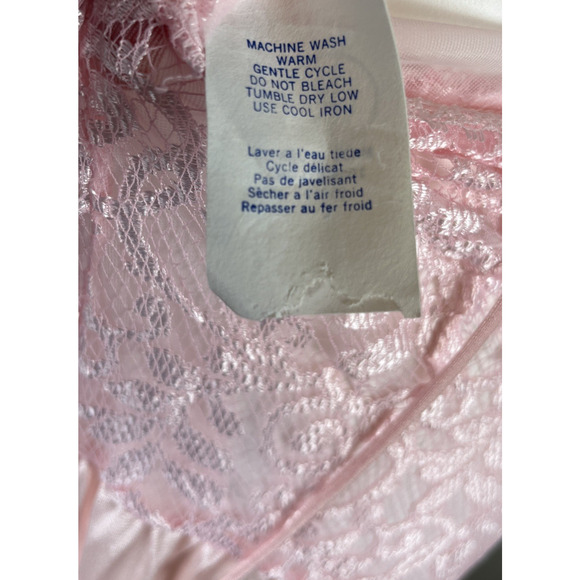 MACHINE WASH
WARM
GENTLE CYCLE
DO NOT BLEACH
TUMBLE DRY LOW
USE COOL IRON
Laver a l'eau tiede
Cycle délicat
Pas de javelisant
Sècher a l'air froid
Repasser au fer froid